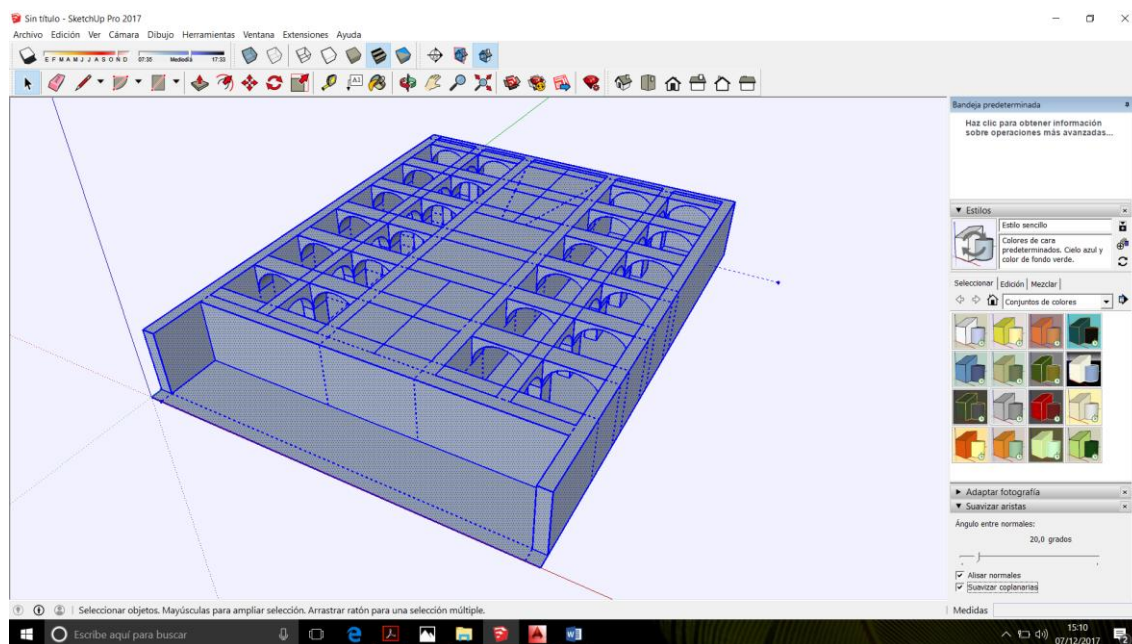 Sin título - SketchUp Pro 2017
Archivo Edición Ver Cámara Dibujo Herramientas Ventana Extensiones Ayuda
E F M A M J J A S O N D 07:35 Mediodía 17:33
A1
Bandeja predeterminada
Haz clic para obtener información
sobre operaciones más avanzadas...
Estilos
Estilo sencillo
Colores de cara
predeterminados. Cielo azul y
color de fondo verde.
Seleccionar Edición Mezclar
Conjuntos de colores
Adaptar fotografía
Suavizar aristas
Ángulo entre normales:
20,0 grados
Alisar normales
Suavizar coplanarias
Seleccionar objetos. Mayúsculas para ampliar selección. Arrastrar ratón para una selección múltiple.
Medidas
Escribe aquí para buscar
15:10
07/12/2017